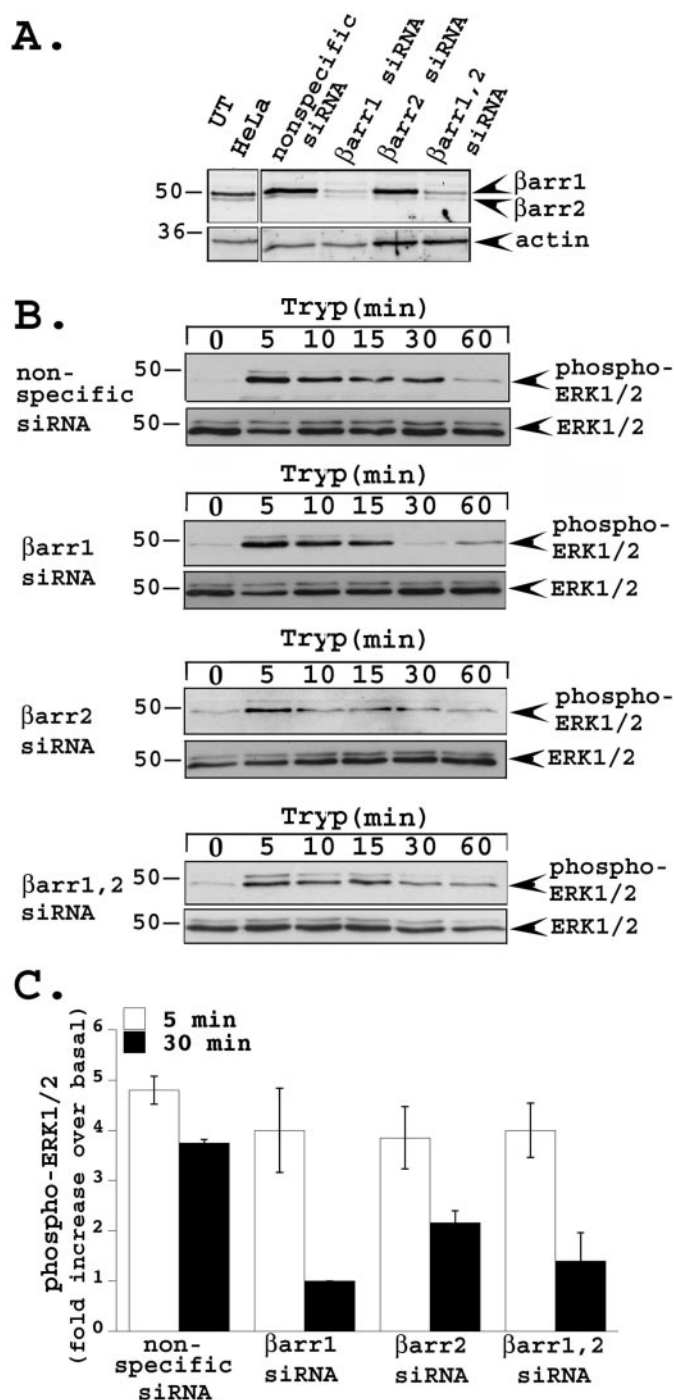 A.
UT
HeLa
nonspecific
siRNA
βarr1 siRNA
βarr2 siRNA
βarr1,2
siRNA
50
βarr1
βarr2
36
actin
B.
Tryp(min)
0 5 10 15 30 60
non-
specific
siRNA
50
phospho-
ERK1/2
50
ERK1/2
Tryp(min)
0 5 10 15 30 60
βarr1
siRNA
50
phospho-
ERK1/2
50
ERK1/2
Tryp(min)
0 5 10 15 30 60
βarr2
siRNA
50
phospho-
ERK1/2
50
ERK1/2
Tryp(min)
0 5 10 15 30 60
βarr1,2
siRNA
50
phospho-
ERK1/2
50
ERK1/2
C.
5 min
30 min
phospho-ERK1/2
(fold increase over basal)
6
5
4
3
2
1
0
non-
specific
siRNA
βarr1
siRNA
βarr2
siRNA
βarr1,2
siRNA